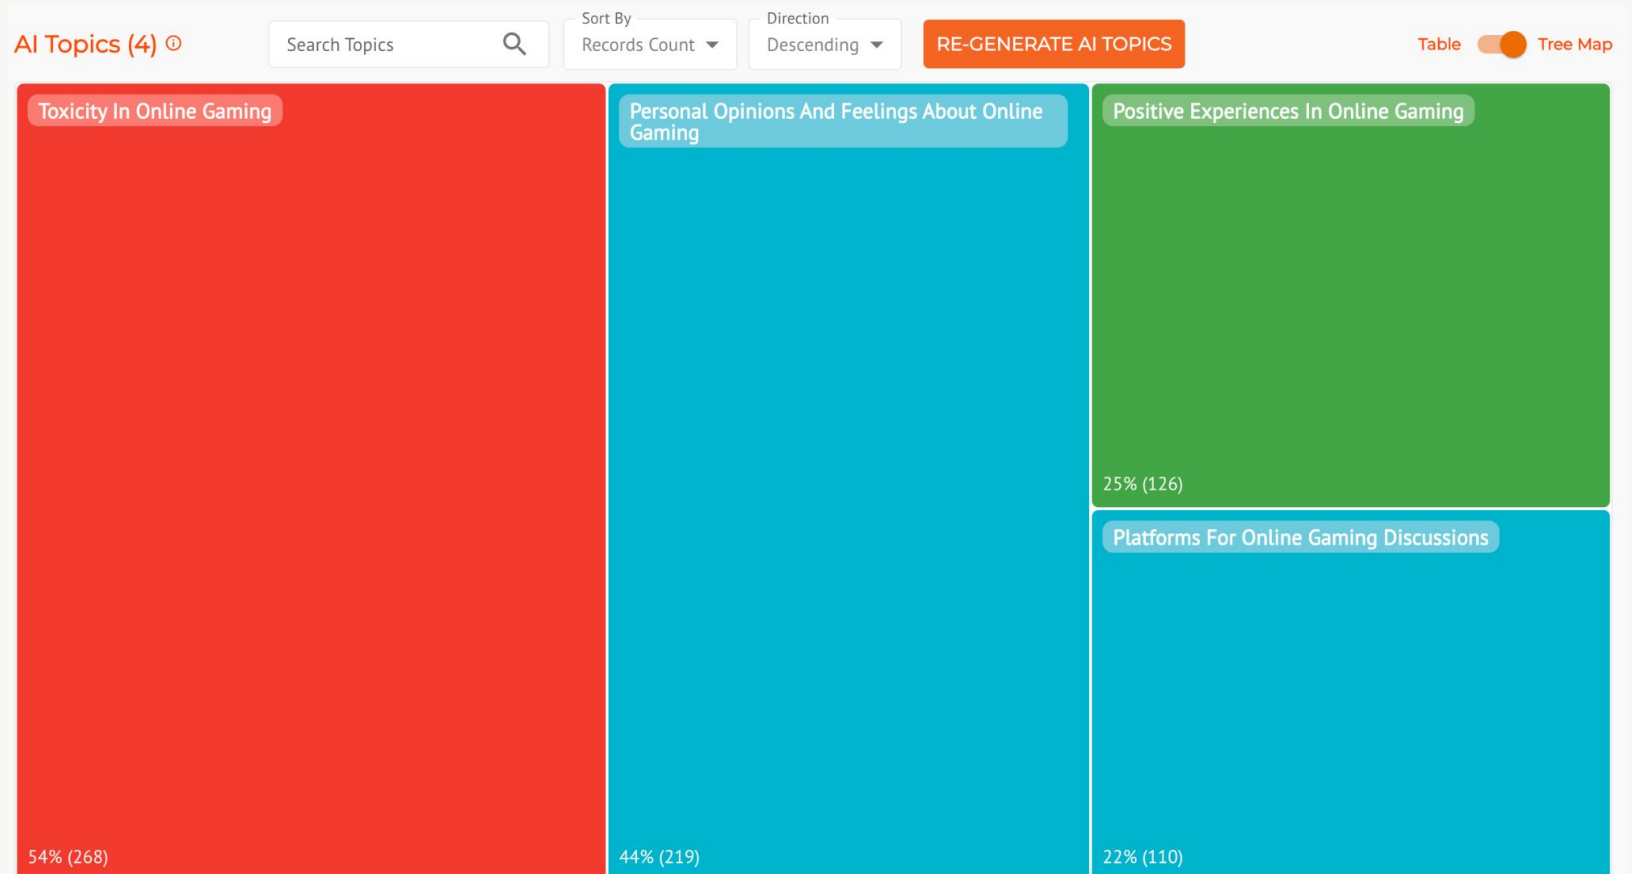 AI Topics (4)
Search Topics
Sort By
Records Count
Direction
Descending
RE-GENERATE AI TOPICS
Table
Tree Map
Toxicity In Online Gaming
54% (268)
Personal Opinions And Feelings About Online
Gaming
44% (219)
Positive Experiences In Online Gaming
25% (126)
Platforms For Online Gaming Discussions
22% (110)